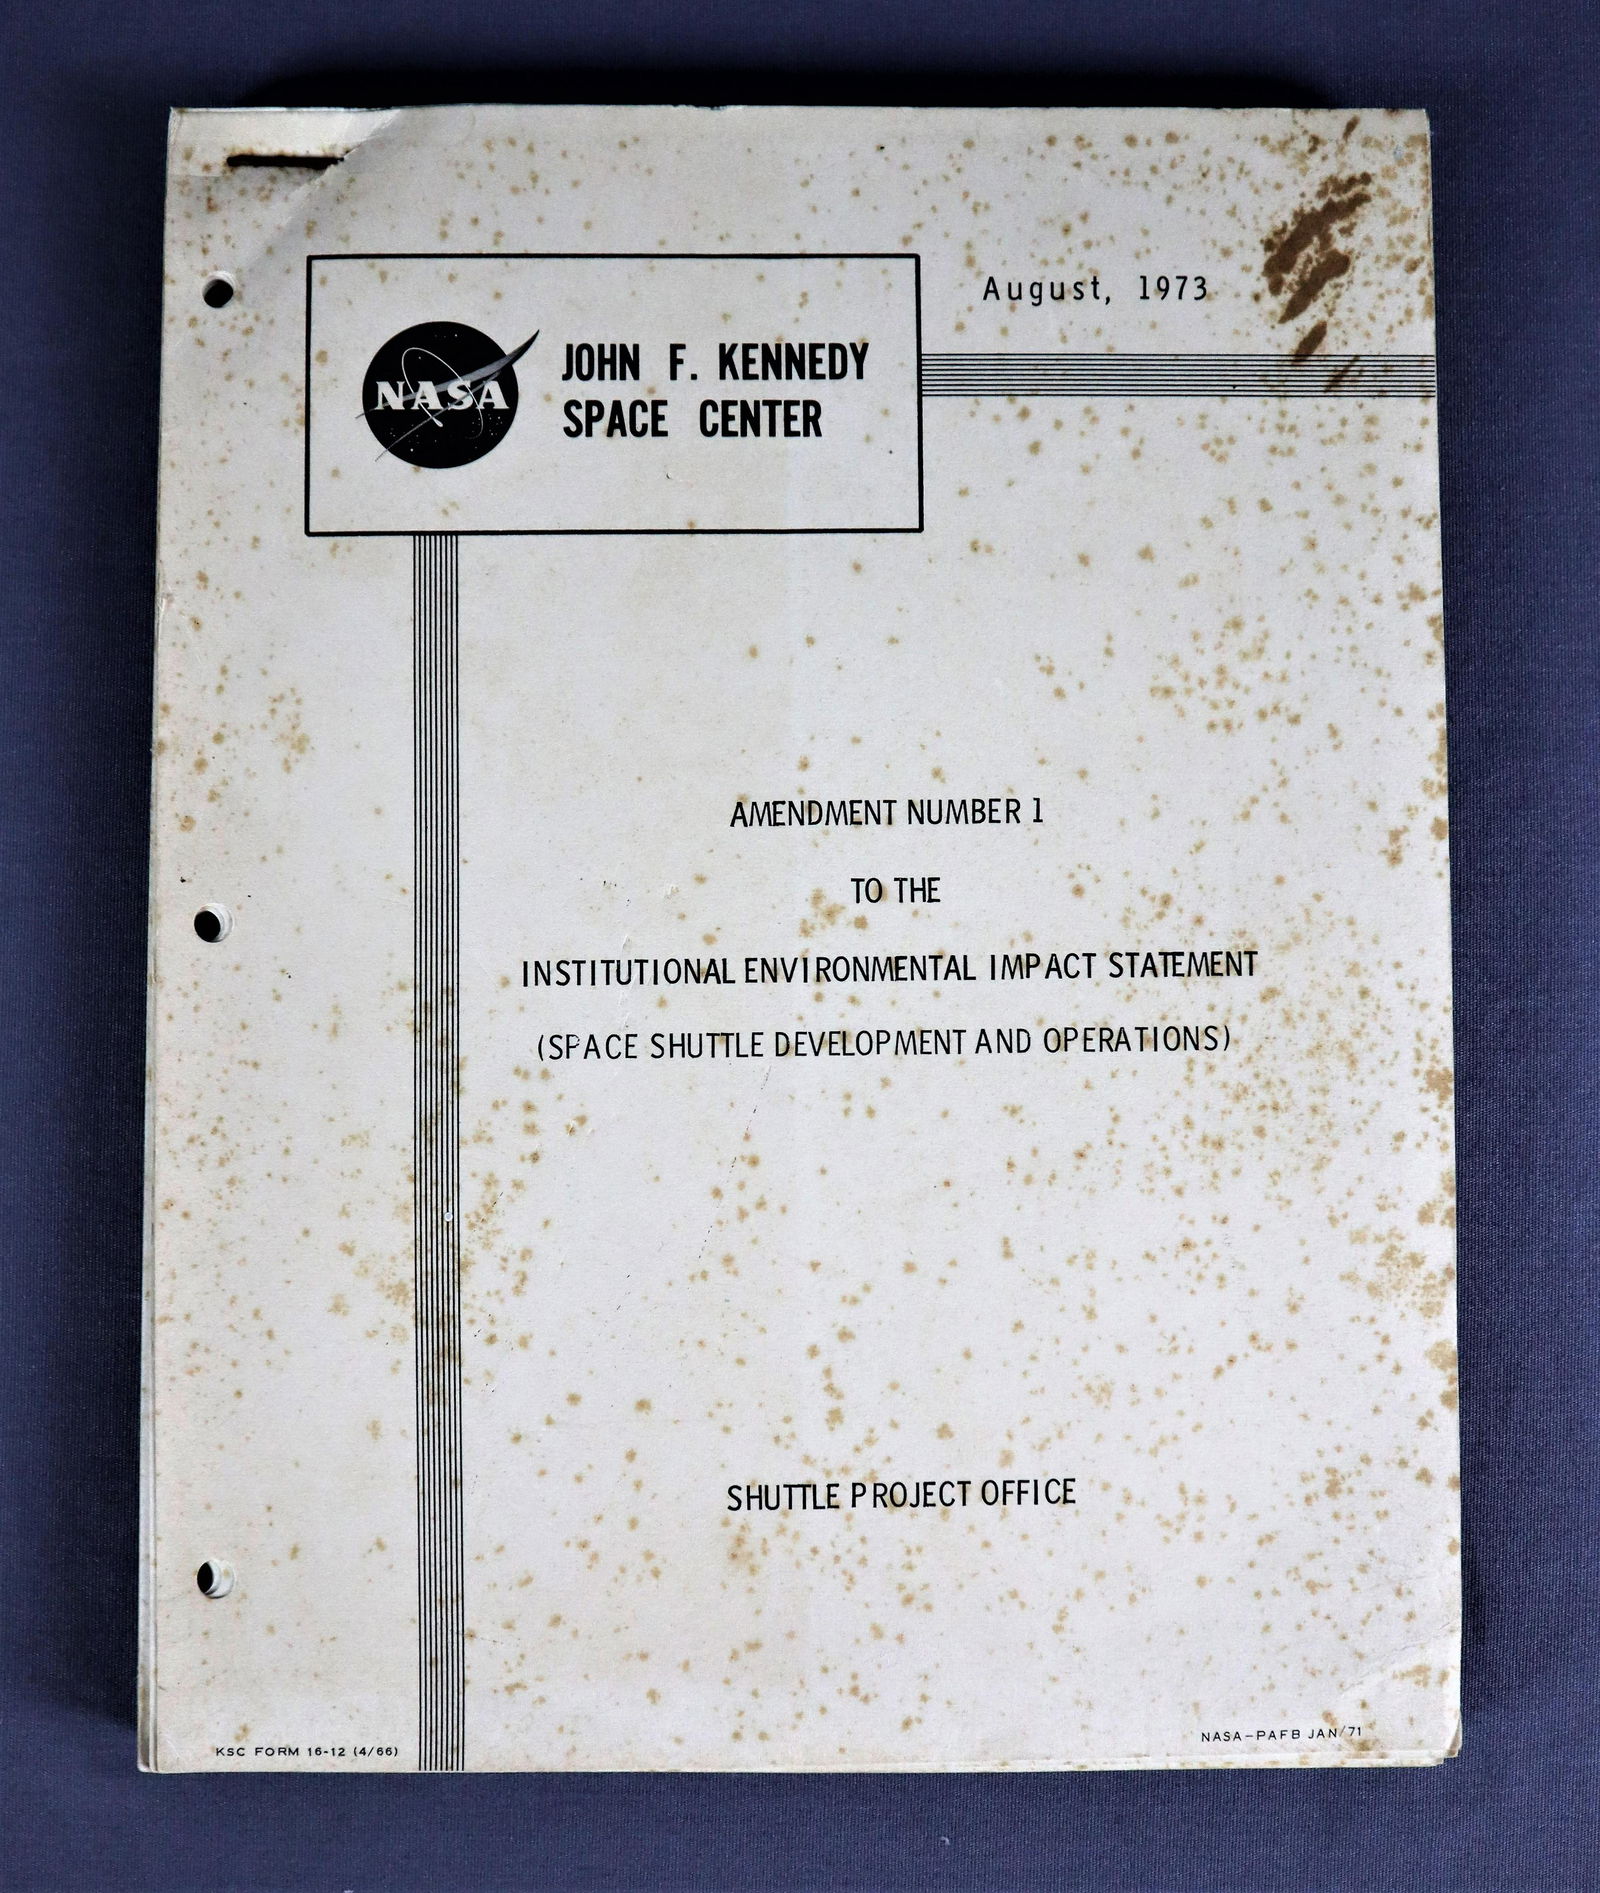 August, 1973
NASA
JOHN F. KENNEDY
SPACE CENTER
AMENDMENT NUMBER 1
TO THE
INSTITUTIONAL ENVIRONMENTAL IMPACT STATEMENT
(SPACE SHUTTLE DEVELOPMENT AND OPERATIONS)
SHUTTLE PROJECT OFFICE
KSC FORM 16-12 (4/66)
NASA-PAFB JAN/71